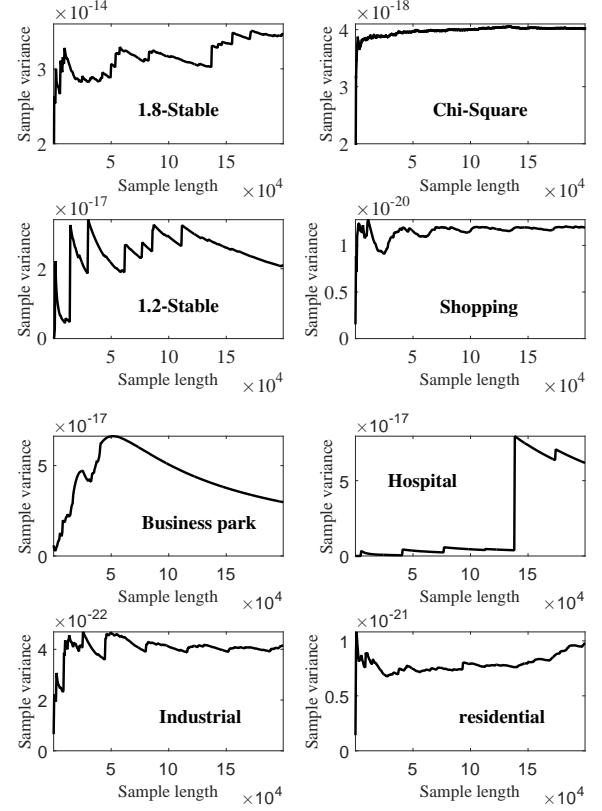 ×10-14
Sample variance
3
2
1.8-Stable
5 10 15
Sample length ×10⁴
×10-18
Sample variance
4
3
2
Chi-Square
5 10 15
Sample length ×10⁴
×10-17
Sample variance
2
0
1.2-Stable
5 10 15
Sample length ×10⁴
×10-20
Sample variance
1
0.5
0
Shopping
5 10 15
Sample length ×10⁴
×10-17
Sample variance
5
0
Business park
5 10 15
Sample length ×10⁴
×10-17
Sample variance
5
0
Hospital
5 10 15
Sample length ×10⁴
×10-22
Sample variance
4
2
0
Industrial
5 10 15
Sample length ×10⁴
×10-21
Sample variance
1
0.5
0
residential
5 10 15
Sample length ×10⁴